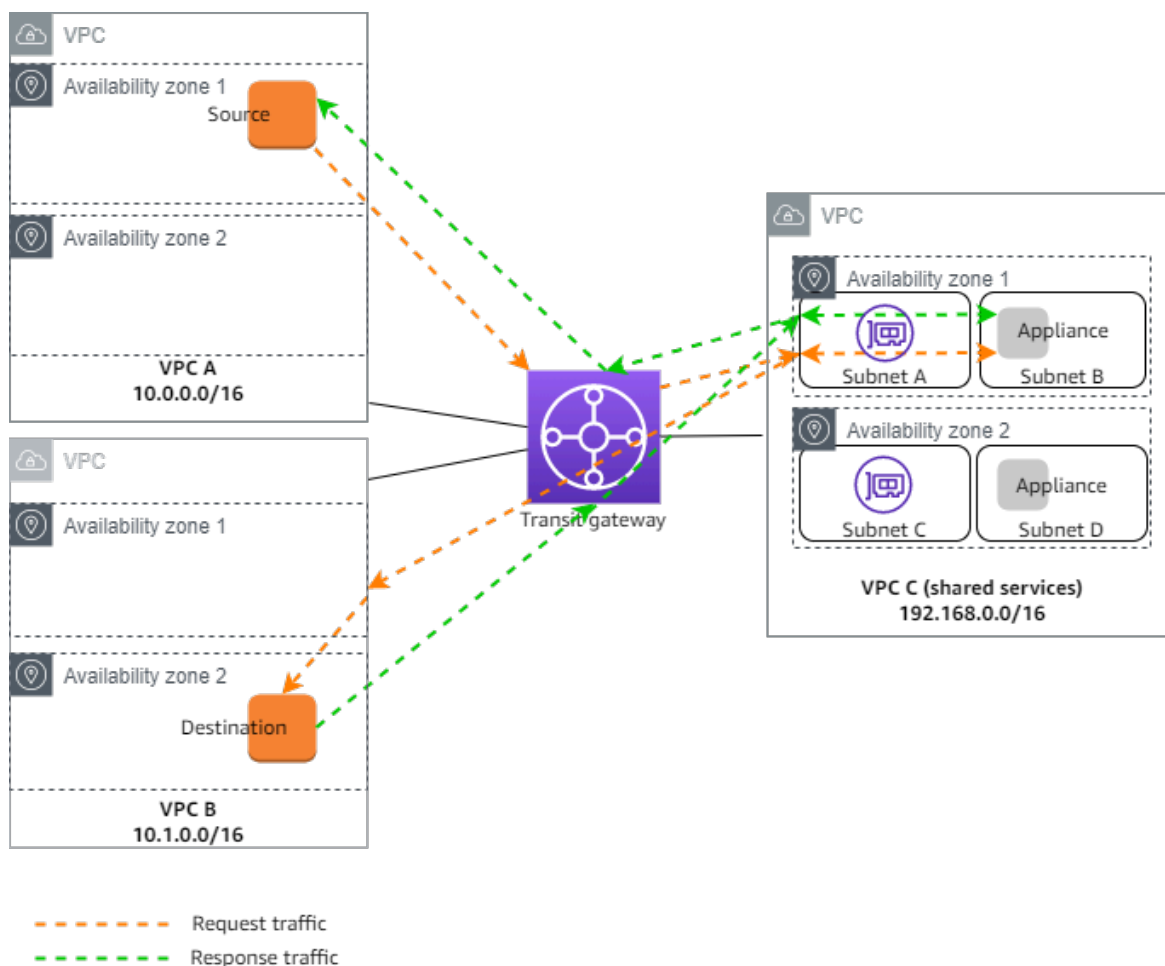 VPC
Availability zone 1
Source
Availability zone 2
VPC A
10.0.0.0/16
VPC
Availability zone 1
Availability zone 2
Destination
VPC B
10.1.0.0/16
Transit gateway
VPC
Availability zone 1
Appliance
Subnet A
Subnet B
Availability zone 2
Appliance
Subnet C
Subnet D
VPC C (shared services)
192.168.0.0/16
Request traffic
Response traffic